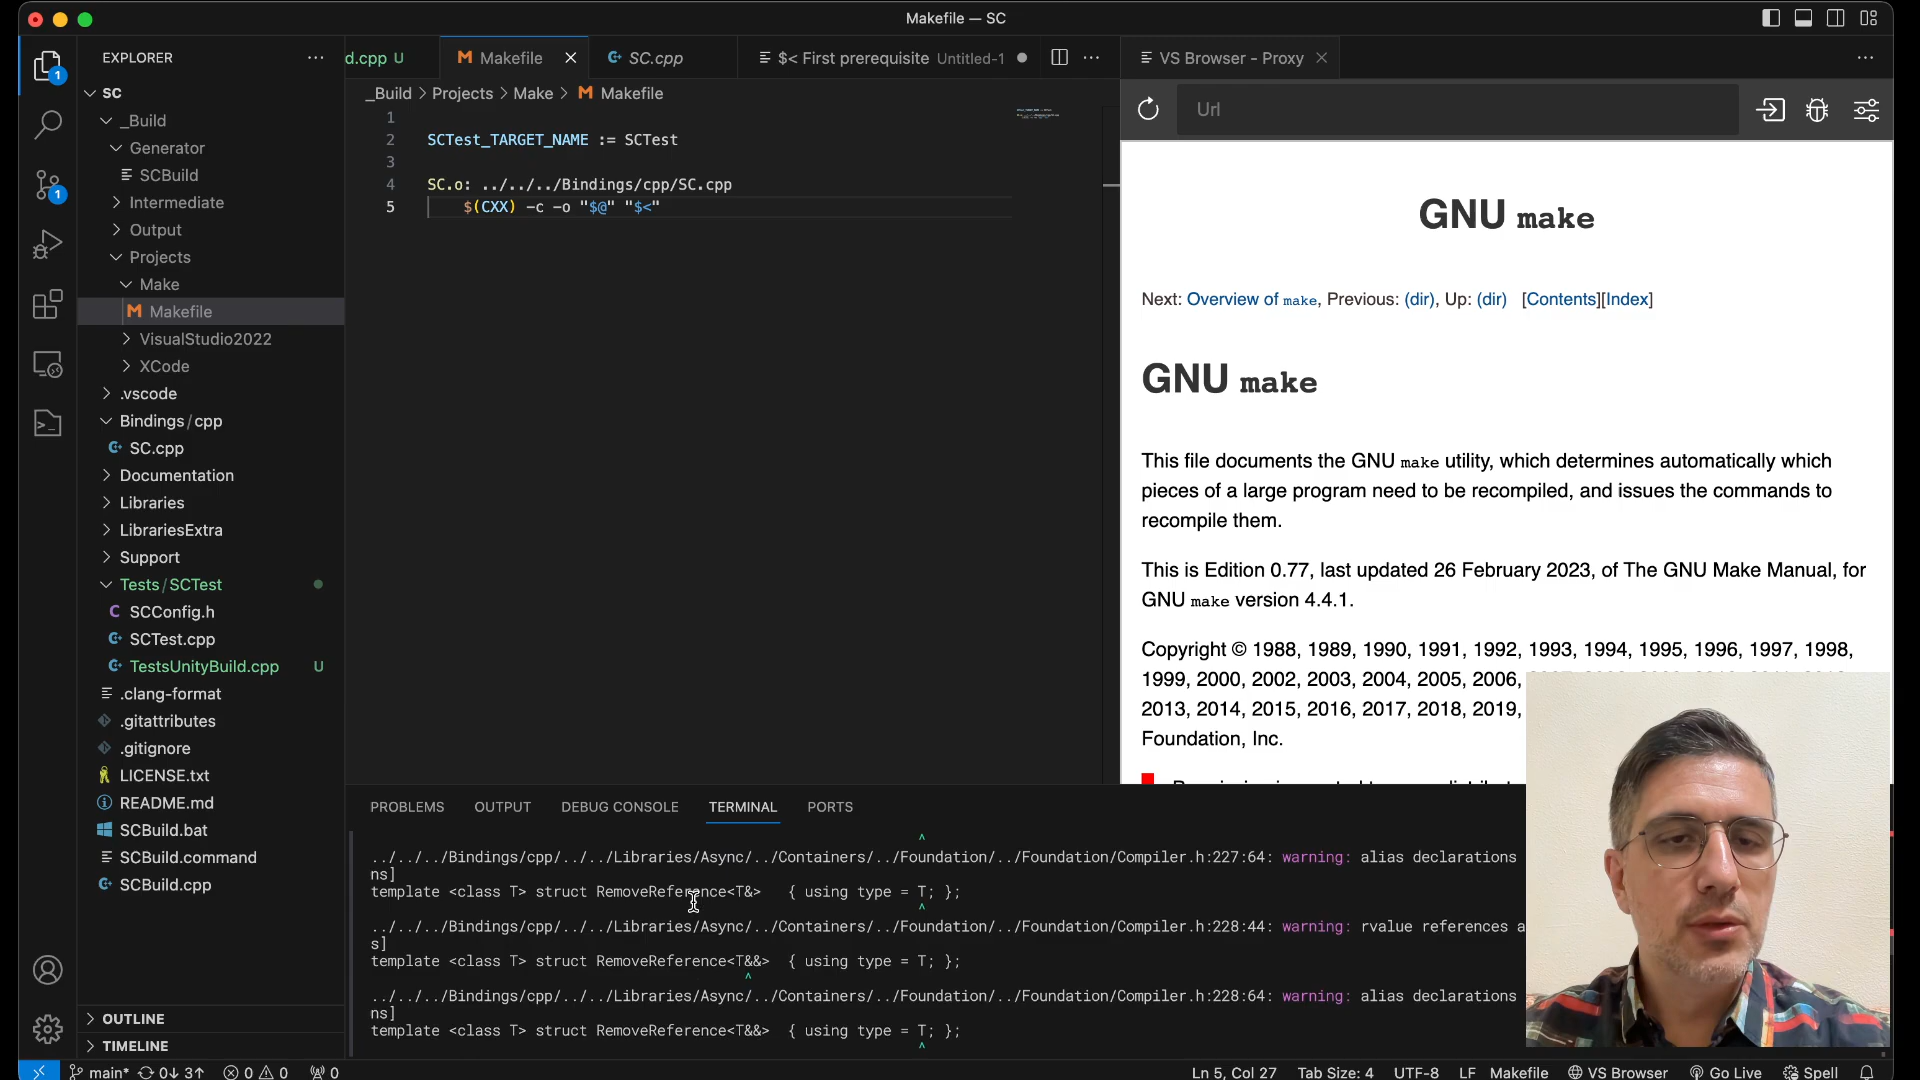 Makefile — SC
EXPLORER
SC
_Build
Generator
SCBuild
Intermediate
Output
Projects
Make
Makefile
VisualStudio2022
XCode
.vscode
Bindings / cpp
SC.cpp
Documentation
Libraries
LibrariesExtra
Support
Tests / SCTest
SCConfig.h
SCTest.cpp
TestsUnityBuild.cpp U
.clang-format
.gitattributes
.gitignore
LICENSE.txt
README.md
SCBuild.bat
SCBuild.command
SCBuild.cpp
OUTLINE
TIMELINE
1
1
d.cpp U
Makefile
SC.cpp
$< First prerequisite Untitled-1
_Build > Projects > Make > Makefile
1
2 SCTest_TARGET_NAME := SCTest
3
4 SC.o: ../../../Bindings/cpp/SC.cpp
5 $(CXX) -c -o "$@" "$<"
VS Browser - Proxy
Url
GNU make
Next: Overview of make, Previous: (dir), Up: (dir) [Contents][Index]
GNU make
This file documents the GNU make utility, which determines automatically which
pieces of a large program need to be recompiled, and issues the commands to
recompile them.
This is Edition 0.77, last updated 26 February 2023, of The GNU Make Manual, for
GNU make version 4.4.1.
Copyright © 1988, 1989, 1990, 1991, 1992, 1993, 1994, 1995, 1996, 1997, 1998,
1999, 2000, 2002, 2003, 2004, 2005, 2006,
2013, 2014, 2015, 2016, 2017, 2018, 2019,
Foundation, Inc.
PROBLEMS OUTPUT DEBUG CONSOLE TERMINAL PORTS
^
../../../Bindings/cpp/../../Libraries/Async/../Containers/../Foundation/../Foundation/Compiler.h:227:64: warning: alias declarations
ns]
template <class T> struct RemoveReference<T&> { using type = T; };
^
../../../Bindings/cpp/../../Libraries/Async/../Containers/../Foundation/../Foundation/Compiler.h:228:44: warning: rvalue references a
s]
template <class T> struct RemoveReference<T&&> { using type = T; };
^
../../../Bindings/cpp/../../Libraries/Async/../Containers/../Foundation/../Foundation/Compiler.h:228:64: warning: alias declarations
ns]
template <class T> struct RemoveReference<T&&> { using type = T; };
^
main* 0↓ 3↑ 0 0 0
Ln 5, Col 27 Tab Size: 4 UTF-8 LF Makefile VS Browser Go Live Spell